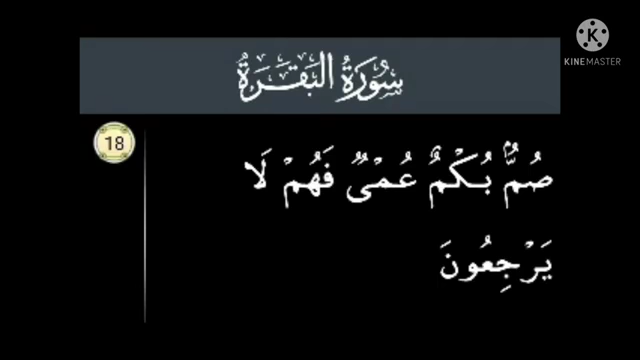 KINEMASTER
سُورَةُ البَقَرَةُ
18
صُمٌّۢ بُكْمٌ عُمْىٌ فَهُمْ لَا
يَرْجِعُونَ